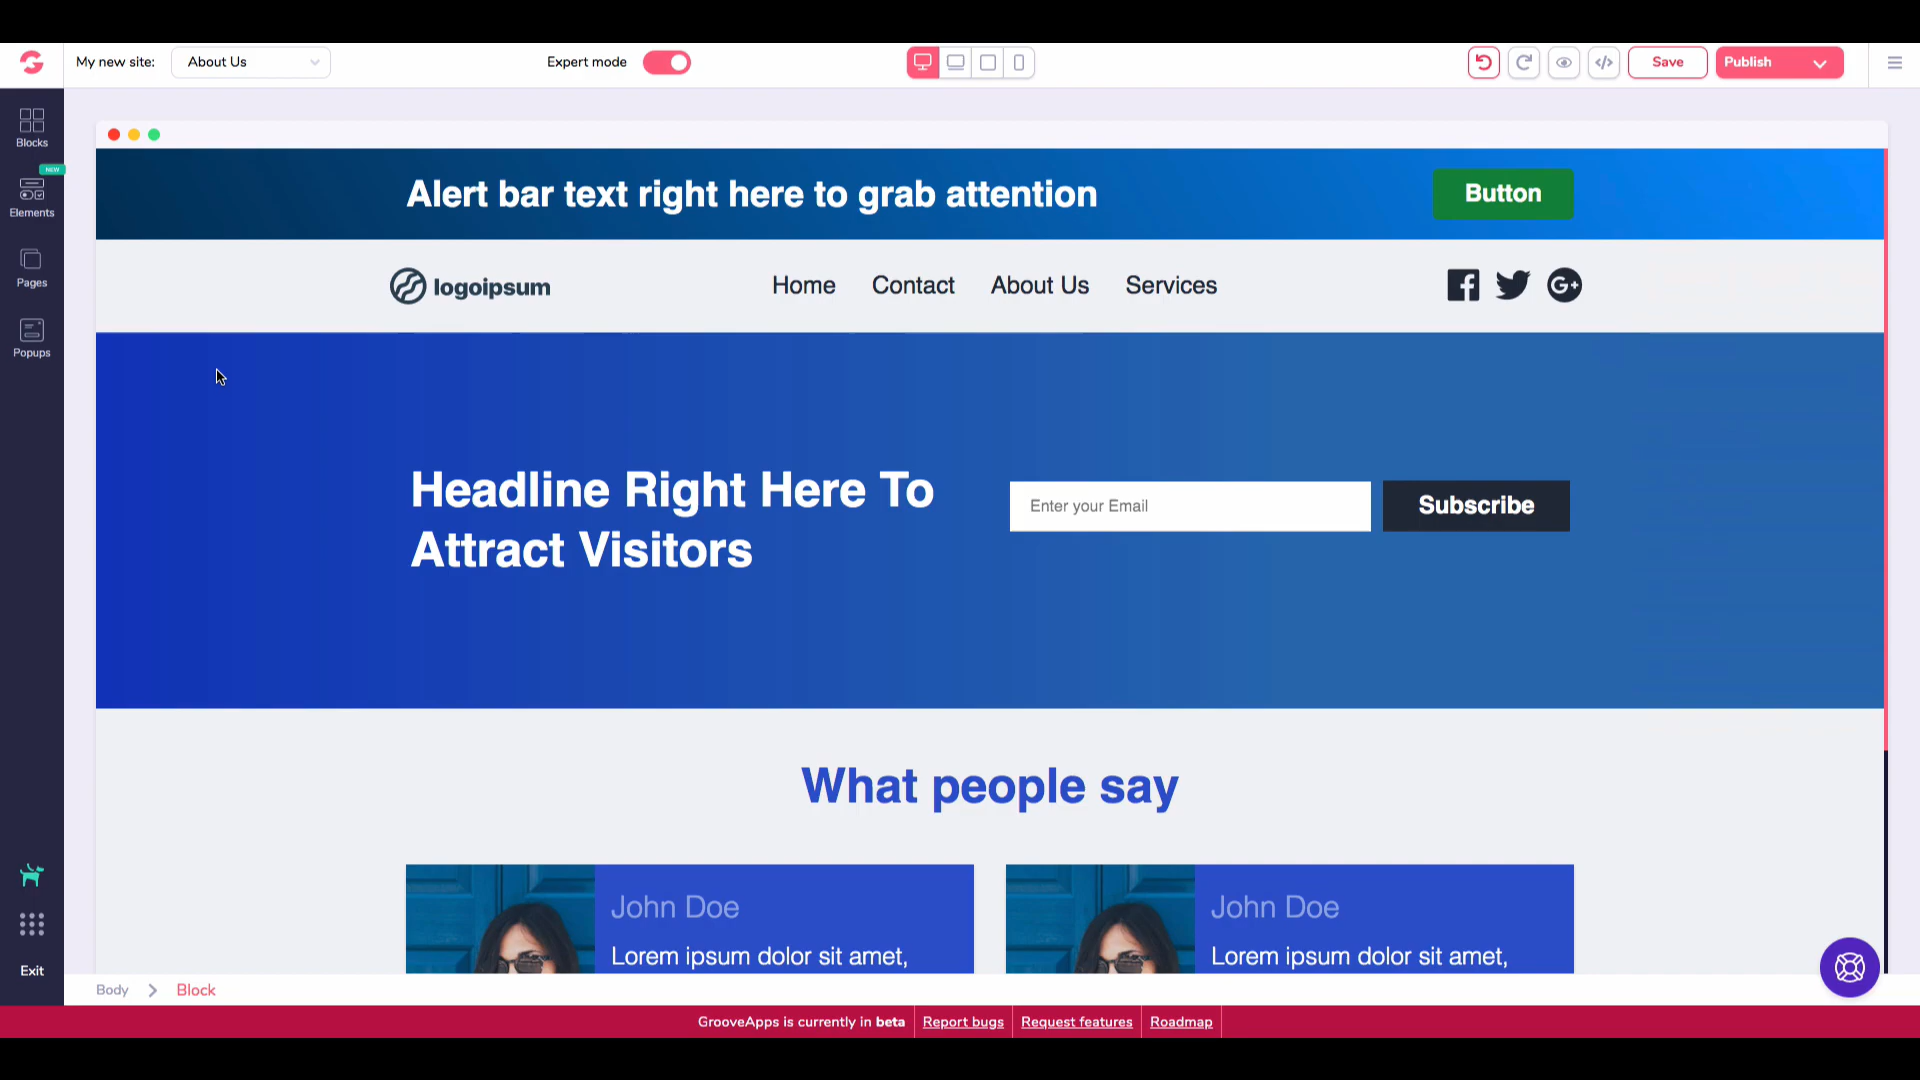 My new site:
About Us
Expert mode
</>
Save
Publish
Blocks
NEW
Elements
Pages
Popups
Exit
Alert bar text right here to grab attention
Button
logoipsum
Home
Contact
About Us
Services
G+
Headline Right Here To
Attract Visitors
Enter your Email
Subscribe
What people say
John Doe
Lorem ipsum dolor sit amet,
John Doe
Lorem ipsum dolor sit amet,
Body
Block
GrooveApps is currently in beta
Report bugs
Request features
Roadmap